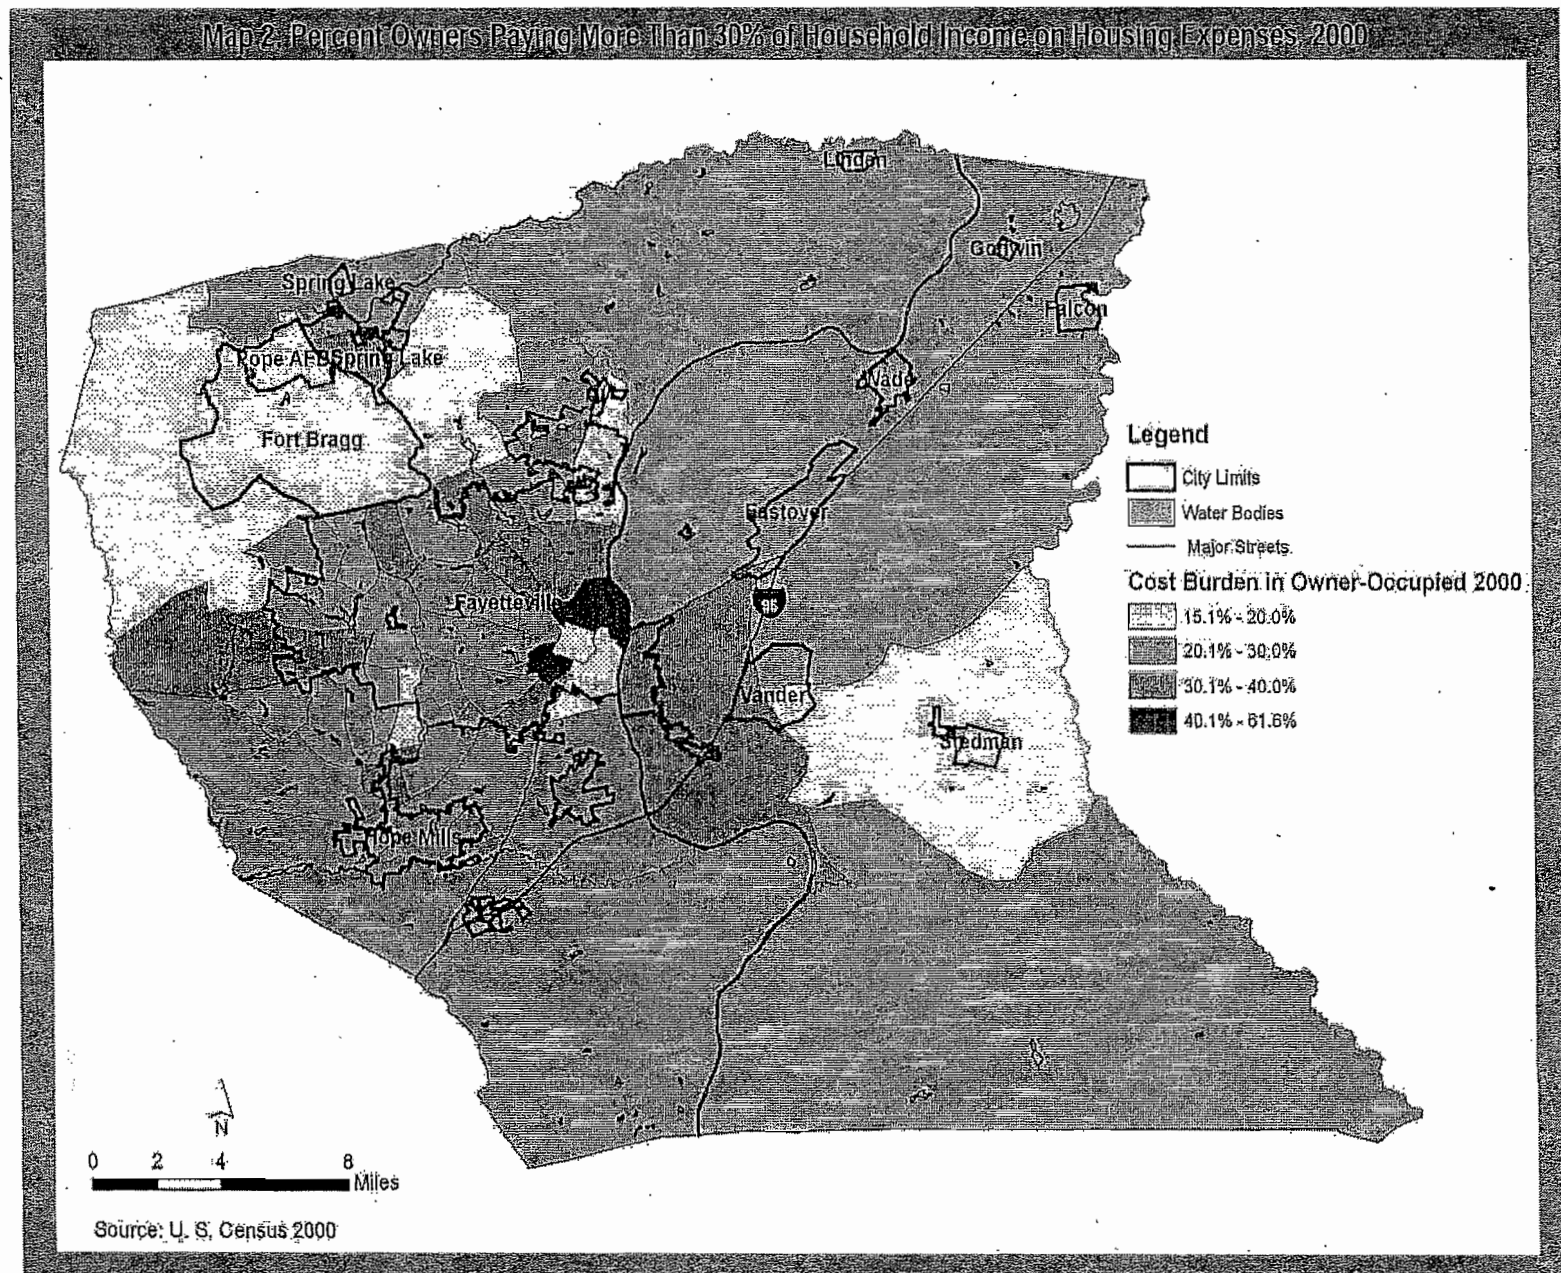 Map 2. Percent Owners Paying More Than 30% of Household Income on Housing Expenses, 2000
Linden
Godwin
Spring Lake
Falcon
Pope AFB
Spring Lake
Wade
Fort Bragg
Eastover
Fayetteville
95
Vander
Stedman
Hope Mills
Legend
City Limits
Water Bodies
Major Streets
Cost Burden in Owner-Occupied 2000
15.1% - 20.0%
20.1% - 30.0%
30.1% - 40.0%
40.1% - 61.6%
N
0 2 4 8
Miles
Source: U. S. Census 2000